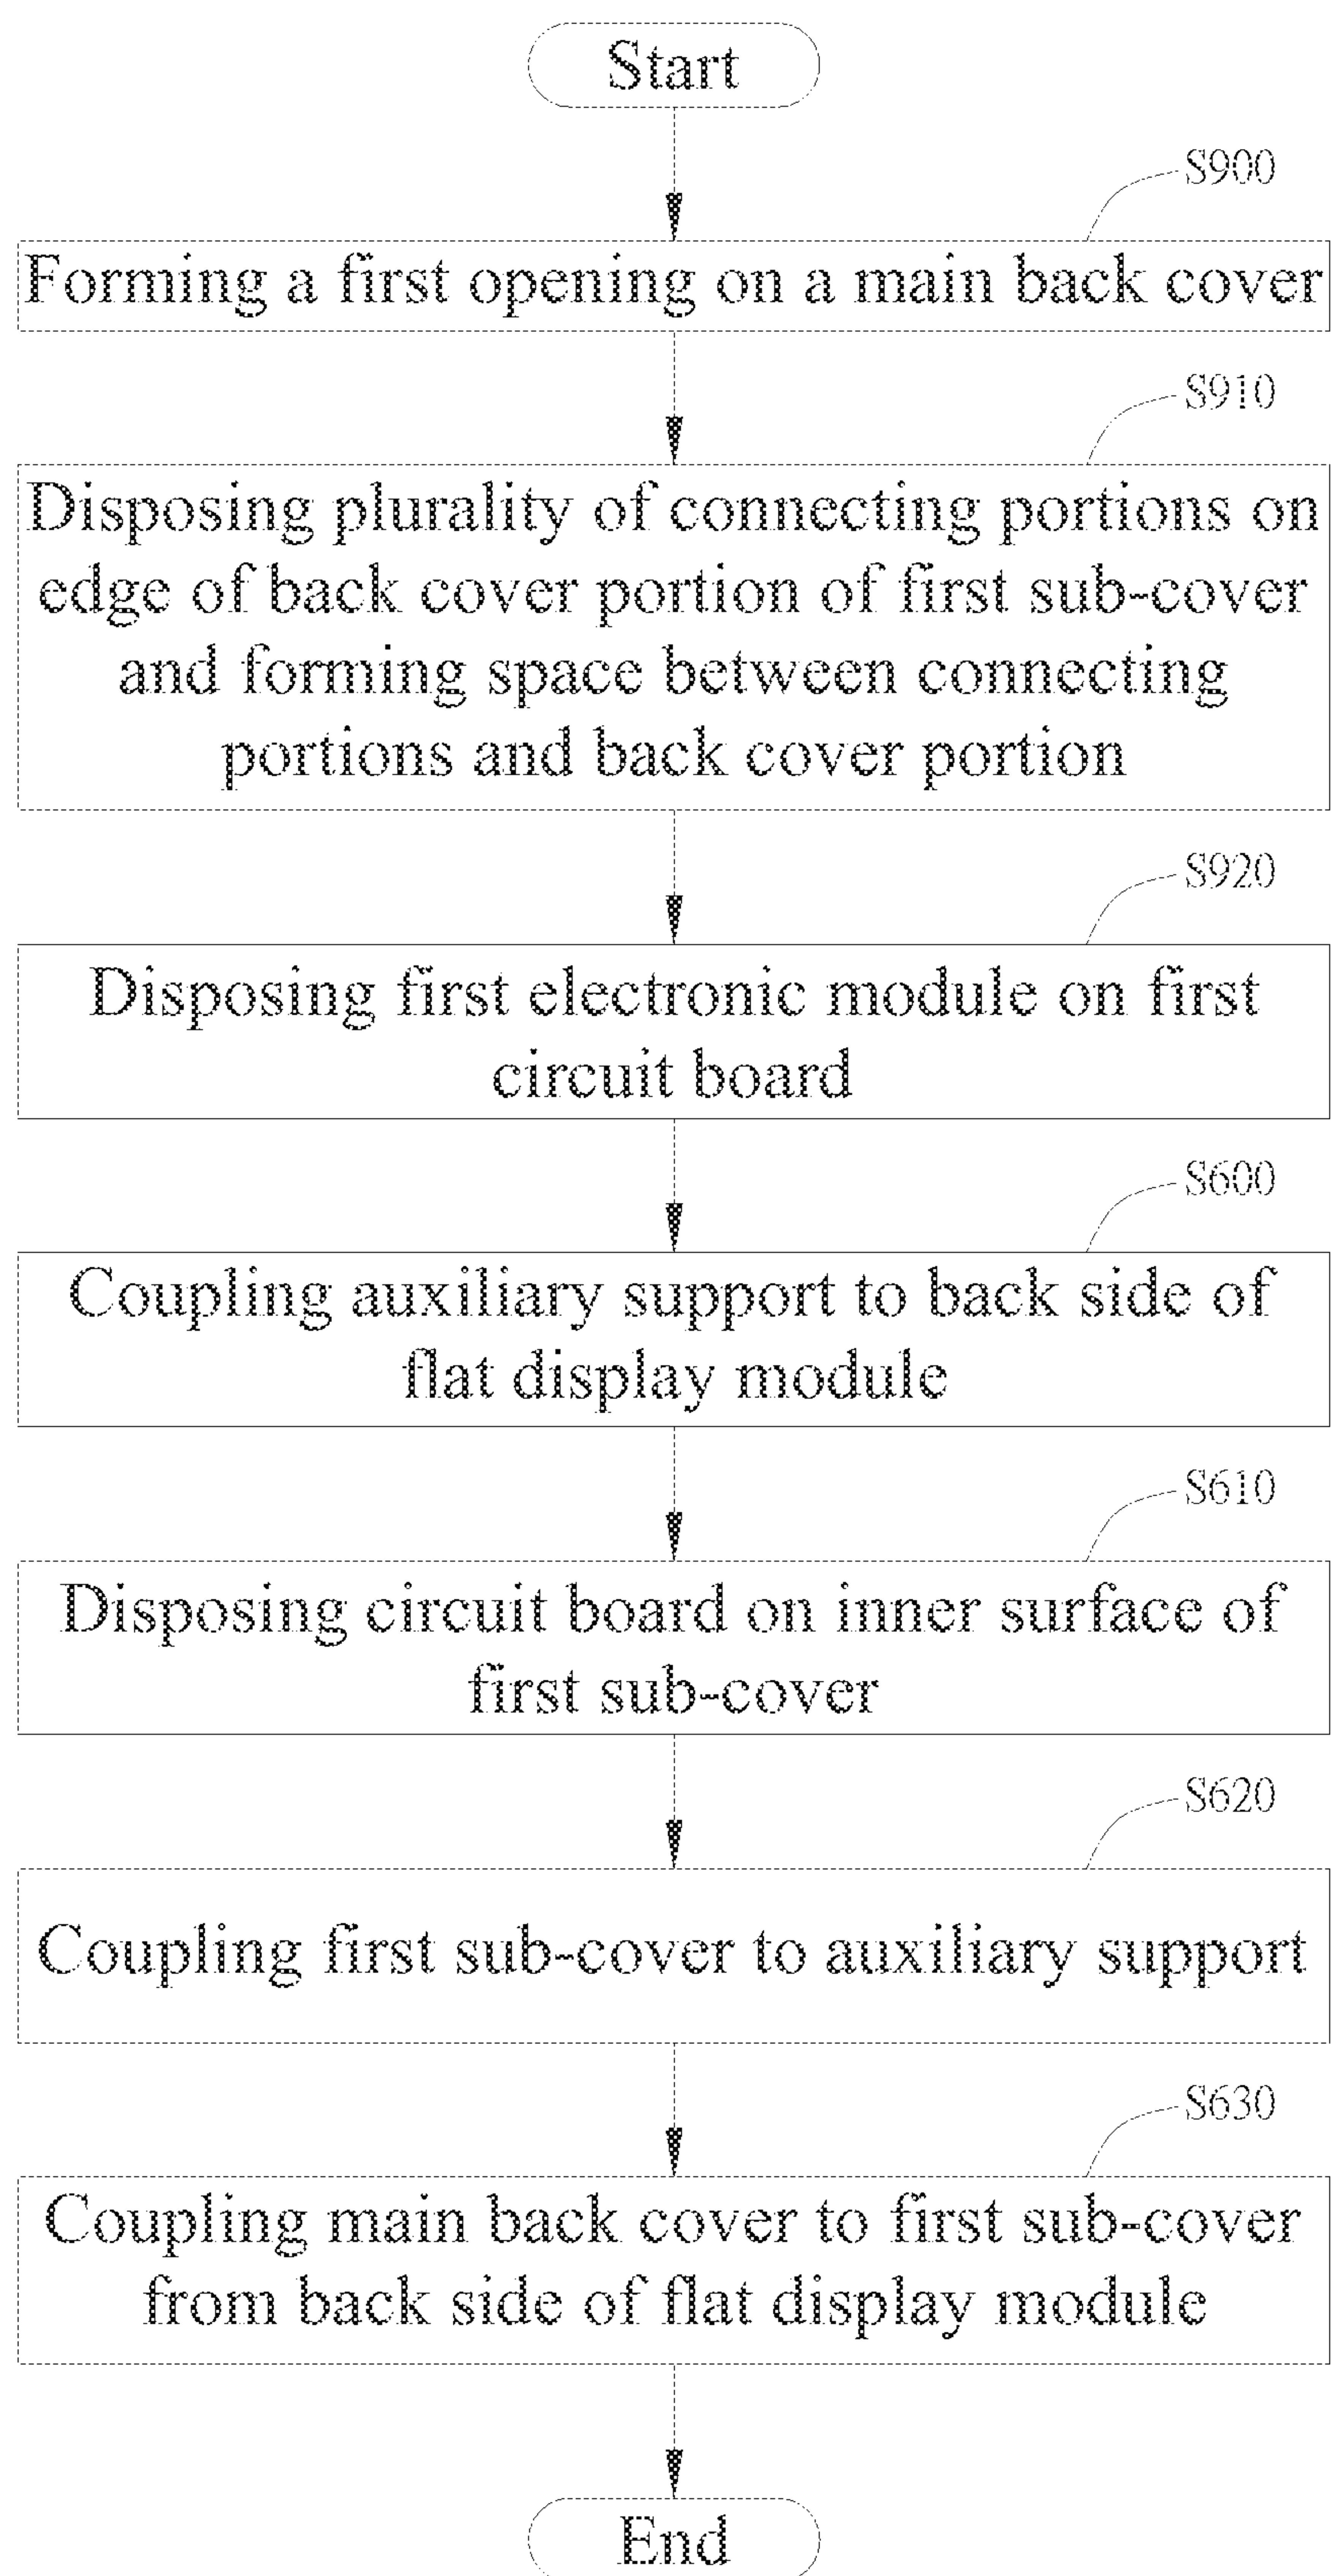 Start
S900
Forming a first opening on a main back cover
S910
Disposing plurality of connecting portions on
edge of back cover portion of first sub-cover
and forming space between connecting
portions and back cover portion
S920
Disposing first electronic module on first
circuit board
S600
Coupling auxiliary support to back side of
flat display module
S610
Disposing circuit board on inner surface of
first sub-cover
S620
Coupling first sub-cover to auxiliary support
S630
Coupling main back cover to first sub-cover
from back side of flat display module
End